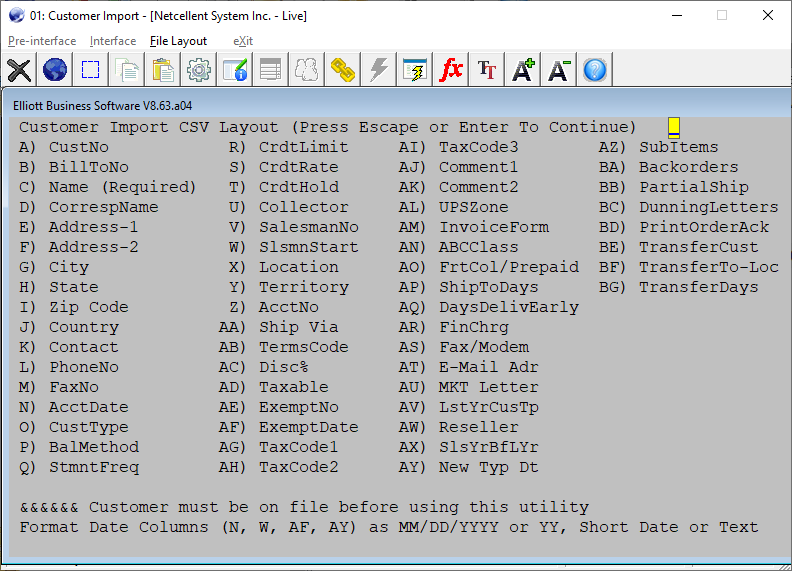 01: Customer Import - [Netcellent System Inc. - Live]
Pre-interface Interface File Layout eXit
fx TT A+ A- ?
Elliott Business Software V8.63.a04
Customer Import CSV Layout (Press Escape or Enter To Continue)
A) CustNo R) CrdtLimit AI) TaxCode3 AZ) SubItems
B) BillToNo S) CrdtRate AJ) Comment1 BA) Backorders
C) Name (Required) T) CrdtHold AK) Comment2 BB) PartialShip
D) CorrespName U) Collector AL) UPSZone BC) DunningLetters
E) Address-1 V) SalesmanNo AM) InvoiceForm BD) PrintOrderAck
F) Address-2 W) SlsmnStart AN) ABCClass BE) TransferCust
G) City X) Location AO) FrtCol/Prepaid BF) TransferTo-Loc
H) State Y) Territory AP) ShipToDays BG) TransferDays
I) Zip Code Z) AcctNo AQ) DaysDelivEarly
J) Country AA) Ship Via AR) FinChrg
K) Contact AB) TermsCode AS) Fax/Modem
L) PhoneNo AC) Disc% AT) E-Mail Adr
M) FaxNo AD) Taxable AU) MKT Letter
N) AcctDate AE) ExemptNo AV) LstYrCusTp
O) CustType AF) ExemptDate AW) Reseller
P) BalMethod AG) TaxCode1 AX) SlsYrBfLYr
Q) StmntFreq AH) TaxCode2 AY) New Typ Dt
&&&&&& Customer must be on file before using this utility
Format Date Columns (N, W, AF, AY) as MM/DD/YYYY or YY, Short Date or Text